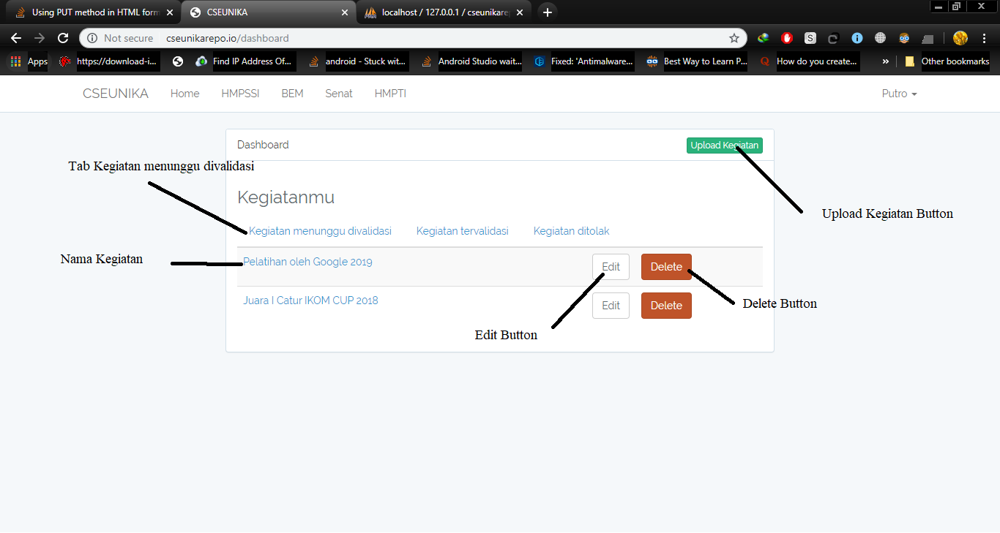 Using PUT method in HTML form
CSEUNIKA
localhost / 127.0.0.1 / cseunikarep
Not secure cseunikarepo.io/dashboard
Apps https://download-i... Find IP Address Of... android - Stuck wit... Android Studio wait... Fixed: 'Antimalware... Best Way to Learn P... How do you create... » Other bookmarks
CSEUNIKA Home HMPSSI BEM Senat HMPTI Putro
Dashboard Upload Kegiatan
Tab Kegiatan menunggu divalidasi
Kegiatanmu
Upload Kegiatan Button
Kegiatan menunggu divalidasi Kegiatan tervalidasi Kegiatan ditolak
Nama Kegiatan
Pelatihan oleh Google 2019 Edit Delete
Juara I Catur IKOM CUP 2018 Edit Delete
Delete Button
Edit Button